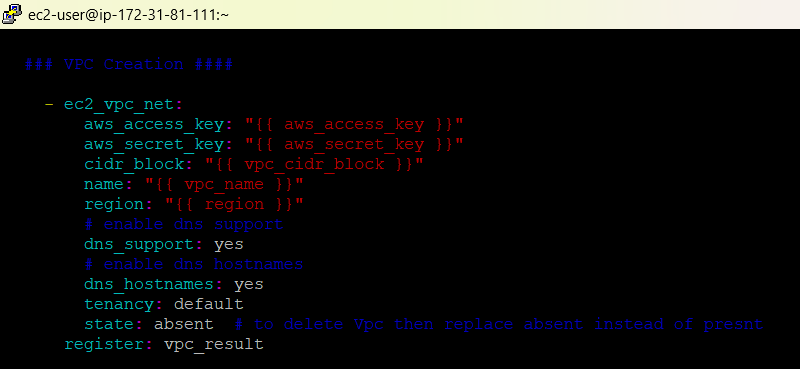 ec2-user@ip-172-31-81-111:~
### VPC Creation ####
- ec2_vpc_net:
aws_access_key: "{{ aws_access_key }}"
aws_secret_key: "{{ aws_secret_key }}"
cidr_block: "{{ vpc_cidr_block }}"
name: "{{ vpc_name }}"
region: "{{ region }}"
# enable dns support
dns_support: yes
# enable dns hostnames
dns_hostnames: yes
tenancy: default
state: absent  # to delete Vpc then replace absent instead of presnt
register: vpc_result